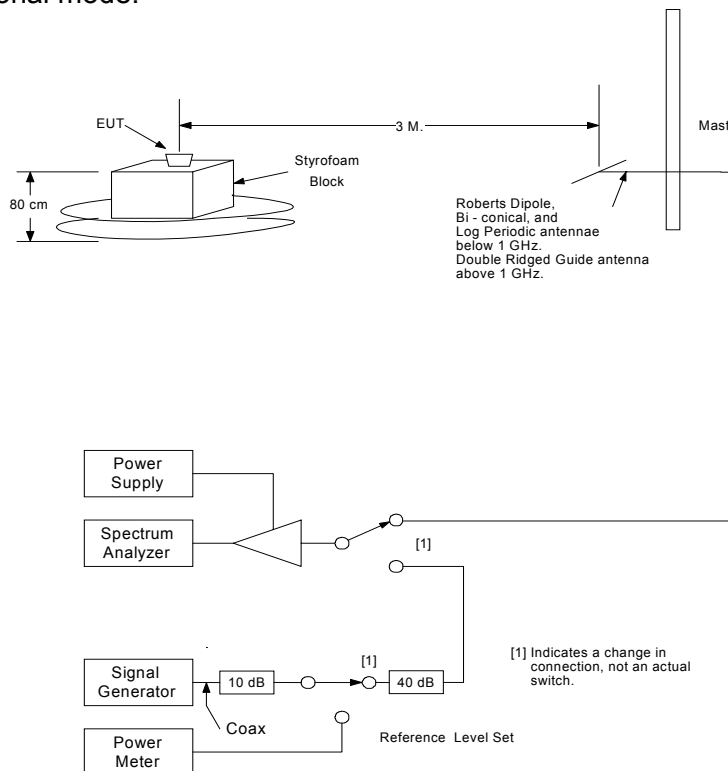 onal mode.
EUT
3 M.
Mast
Styrofoam
Block
80 cm
Roberts Dipole,
Bi - conical, and
Log Periodic antennae
below 1 GHz.
Double Ridged Guide antenna
above 1 GHz.
Power
Supply
Spectrum
Analyzer
[1]
Signal
Generator
10 dB
[1]
40 dB
[1] Indicates a change in
connection, not an actual
switch.
Coax
Reference Level Set
Power
Meter